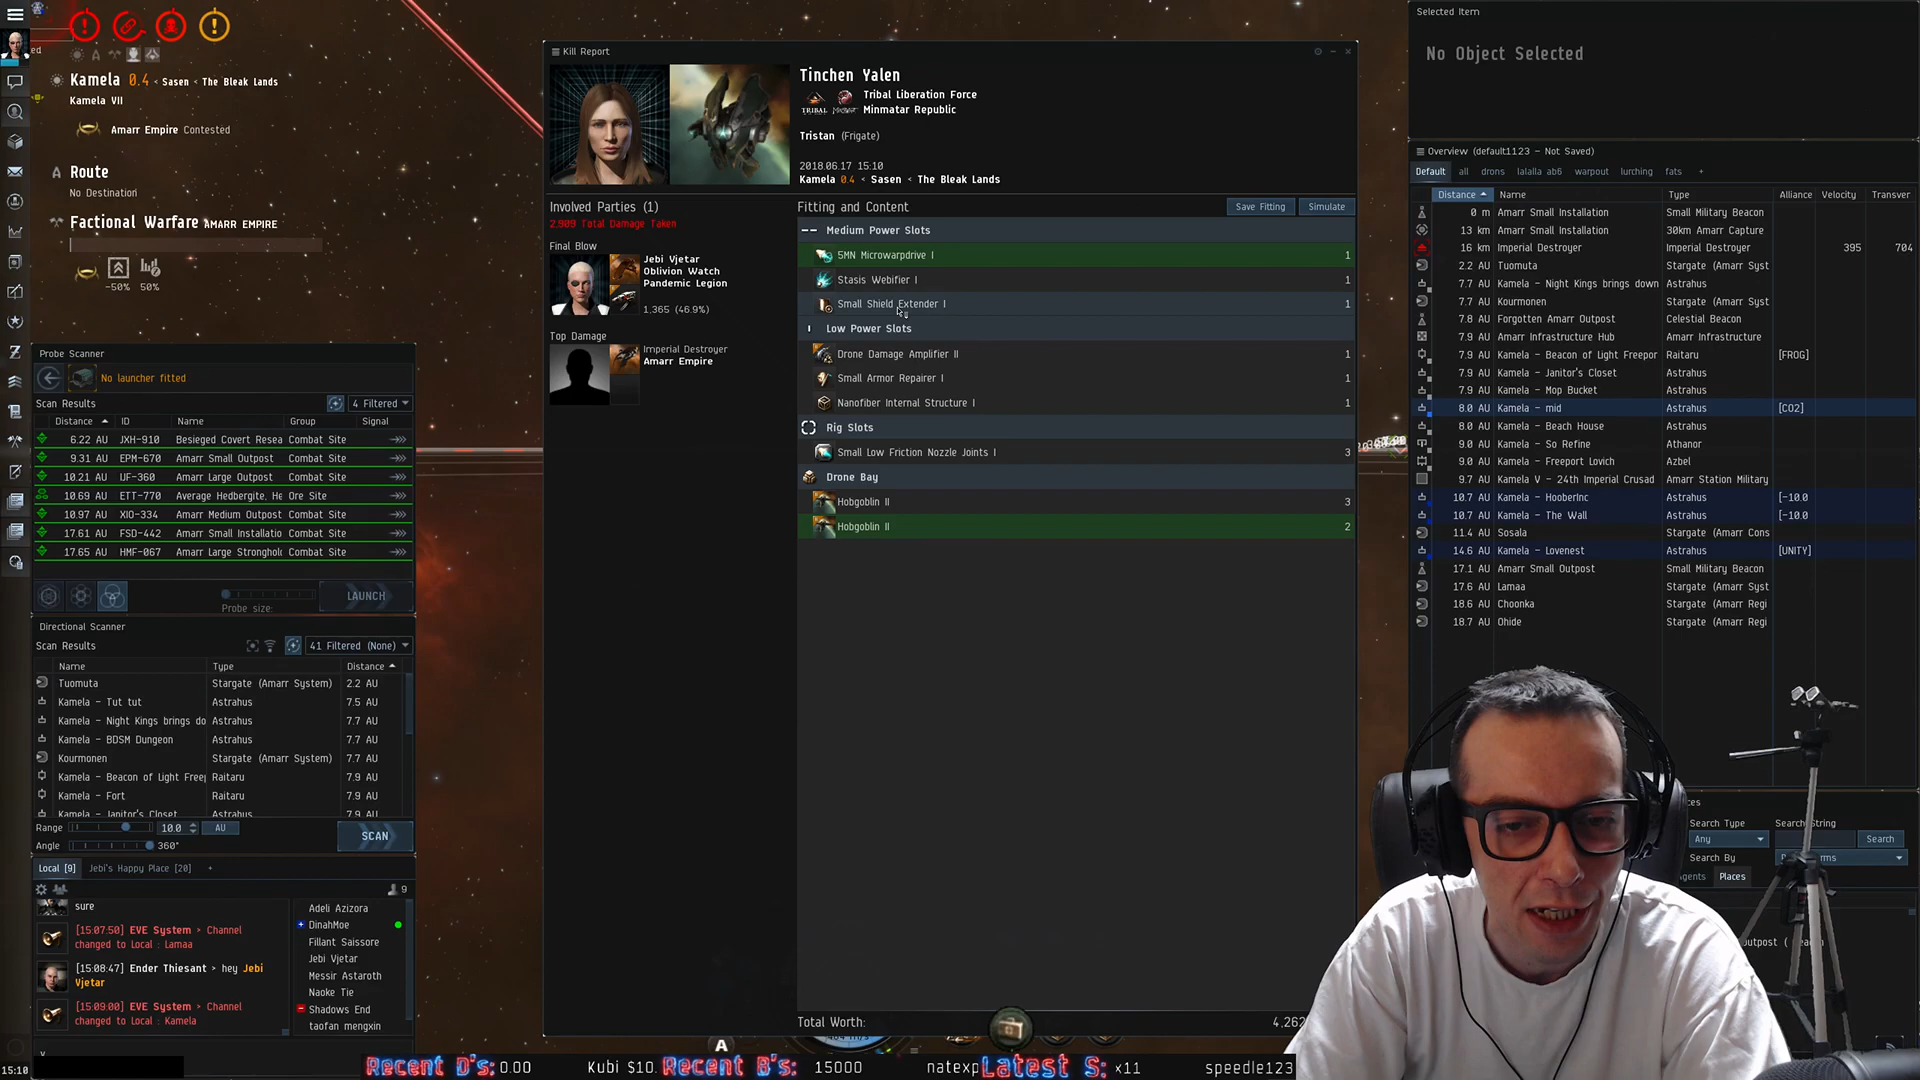 Kamela 0.4 < Sasen < The Bleak Lands
Kamela VII
Amarr Empire Contested
Route
No Destination
Factional Warfare AMARR EMPIRE
-50% 50%
Probe Scanner
No launcher fitted
Scan Results
4 Filtered
Distance ID Name Group Signal
6.22 AU JXH-910 Besieged Covert Resea Combat Site
9.31 AU EPM-670 Amarr Small Outpost Combat Site
10.21 AU IJF-360 Amarr Large Outpost Combat Site
10.69 AU ETT-770 Average Hedbergite, He Ore Site
10.97 AU XIO-334 Amarr Medium Outpost Combat Site
17.61 AU FSD-442 Amarr Small Installatio Combat Site
17.65 AU HMF-067 Amarr Large Stronghol Combat Site
Probe size:
LAUNCH
Directional Scanner
Scan Results
41 Filtered (None)
Name Type Distance
Tuomuta Stargate (Amarr System) 2.2 AU
Kamela - Tut tut Astrahus 7.5 AU
Kamela - Night Kings brings do Astrahus 7.7 AU
Kamela - BDSM Dungeon Astrahus 7.7 AU
Kourmonen Stargate (Amarr System) 7.7 AU
Kamela - Beacon of Light Freep Raitaru 7.9 AU
Kamela - Fort Raitaru 7.9 AU
Kamela - Janitor's Closet Astrahus 7.9 AU
Range 10.0 AU
Angle 360°
SCAN
Local [9] Jebi's Happy Place [20] +
9
sure
[15:07:50] EVE System > Channel
changed to Local : Lamaa
[15:08:47] Ender Thiesant > hey Jebi
Vjetar
[15:09:00] EVE System > Channel
changed to Local : Kamela
Adeli Azizora
DinahMoe
Fillant Saissore
Jebi Vjetar
Messir Astaroth
Naoke Tie
Shadows End
taofan mengxin
15:10
Kill Report
Tinchen Yalen
Tribal Liberation Force
Minmatar Republic
TRIBAL
Tristan (Frigate)
2018.06.17 15:10
Kamela 0.4 < Sasen < The Bleak Lands
Involved Parties (1)
2.909 Total Damage Taken
Final Blow
Jebi Vjetar
Oblivion Watch
Pandemic Legion
1,365 (46.9%)
Top Damage
Imperial Destroyer
Amarr Empire
Fitting and Content
Save Fitting
Simulate
Medium Power Slots
5MN Microwarpdrive I 1
Stasis Webifier I 1
Small Shield Extender I 1
Low Power Slots
Drone Damage Amplifier II 1
Small Armor Repairer I 1
Nanofiber Internal Structure I 1
Rig Slots
Small Low Friction Nozzle Joints I 3
Drone Bay
Hobgoblin II 3
Hobgoblin II 2
Total Worth: 4,262
Selected Item
No Object Selected
Overview (default1123 - Not Saved)
Default all drons lalalla ab6 warpout lurching fats +
Distance Name Type Alliance Velocity Transver
0 m Amarr Small Installation Small Military Beacon
13 km Amarr Small Installation 30km Amarr Capture
16 km Imperial Destroyer Imperial Destroyer 395 704
2.2 AU Tuomuta Stargate (Amarr Syst
7.7 AU Kamela - Night Kings brings down Astrahus
7.7 AU Kourmonen Stargate (Amarr Syst
7.8 AU Forgotten Amarr Outpost Celestial Beacon
7.9 AU Amarr Infrastructure Hub Amarr Infrastructure
7.9 AU Kamela - Beacon of Light Freepor Raitaru [FROG]
7.9 AU Kamela - Janitor's Closet Astrahus
7.9 AU Kamela - Mop Bucket Astrahus
8.0 AU Kamela - mid Astrahus [CO2]
8.0 AU Kamela - Beach House Astrahus
9.0 AU Kamela - So Refine Athanor
9.0 AU Kamela - Freeport Lovich Azbel
9.7 AU Kamela V - 24th Imperial Crusad Amarr Station Military
10.7 AU Kamela - HooberInc Astrahus [-10.0
10.7 AU Kamela - The Wall Astrahus [-10.0
11.4 AU Sosala Stargate (Amarr Cons
14.6 AU Kamela - Lovenest Astrahus [UNITY]
17.1 AU Amarr Small Outpost Small Military Beacon
17.6 AU Lamaa Stargate (Amarr Syst
18.6 AU Choonka Stargate (Amarr Regi
18.7 AU Ohide Stargate (Amarr Regi
Search Type Search String
Any Search
Search By
Places
Recent D's: 0.00 Kubi $10. Recent B's: 15000 natexp Latest S: x11 speedle123